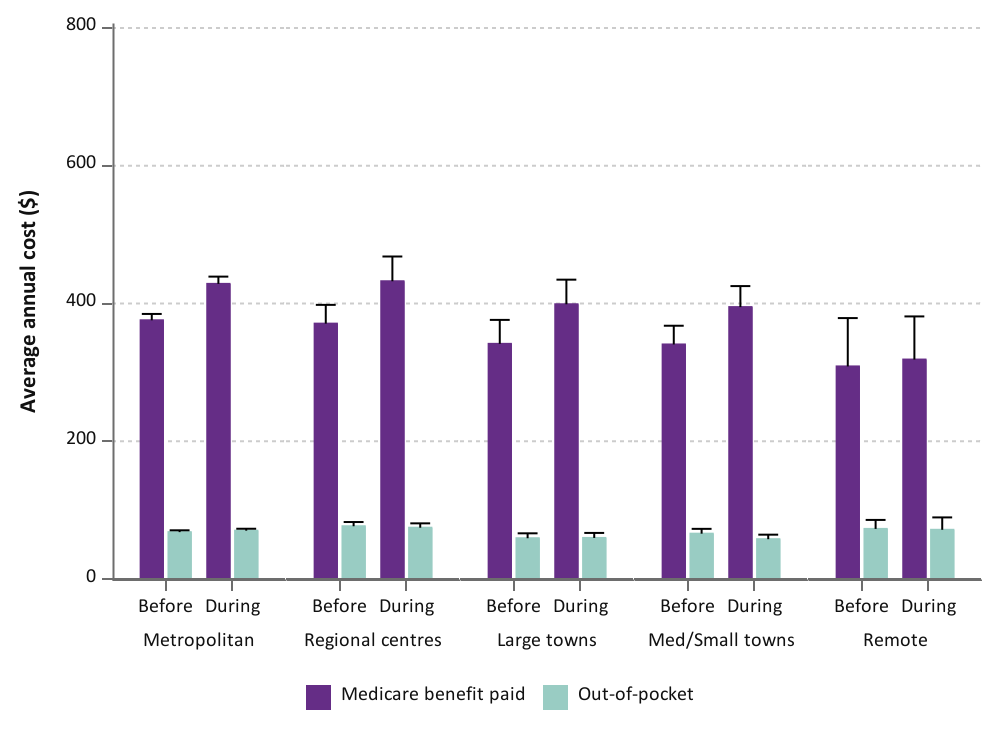 800
600
400
200
0
Average annual cost ($)
Before During Before During Before During Before During Before During
Metropolitan Regional centres Large towns Med/Small towns Remote
Medicare benefit paid Out-of-pocket